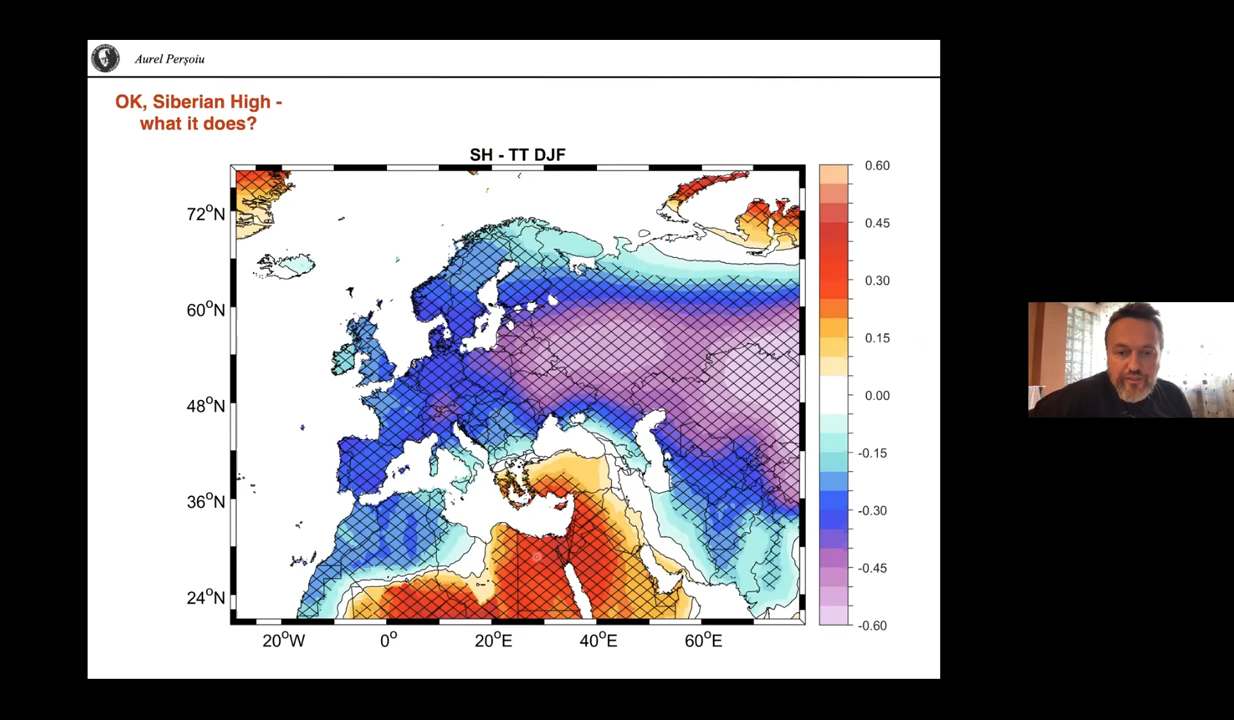 Aurel Perșoiu
OK, Siberian High -
what it does?
SH - TT DJF
72°N
60°N
48°N
36°N
24°N
20°W
0°
20°E
40°E
60°E
0.60
0.45
0.30
0.15
0.00
-0.15
-0.30
-0.45
-0.60